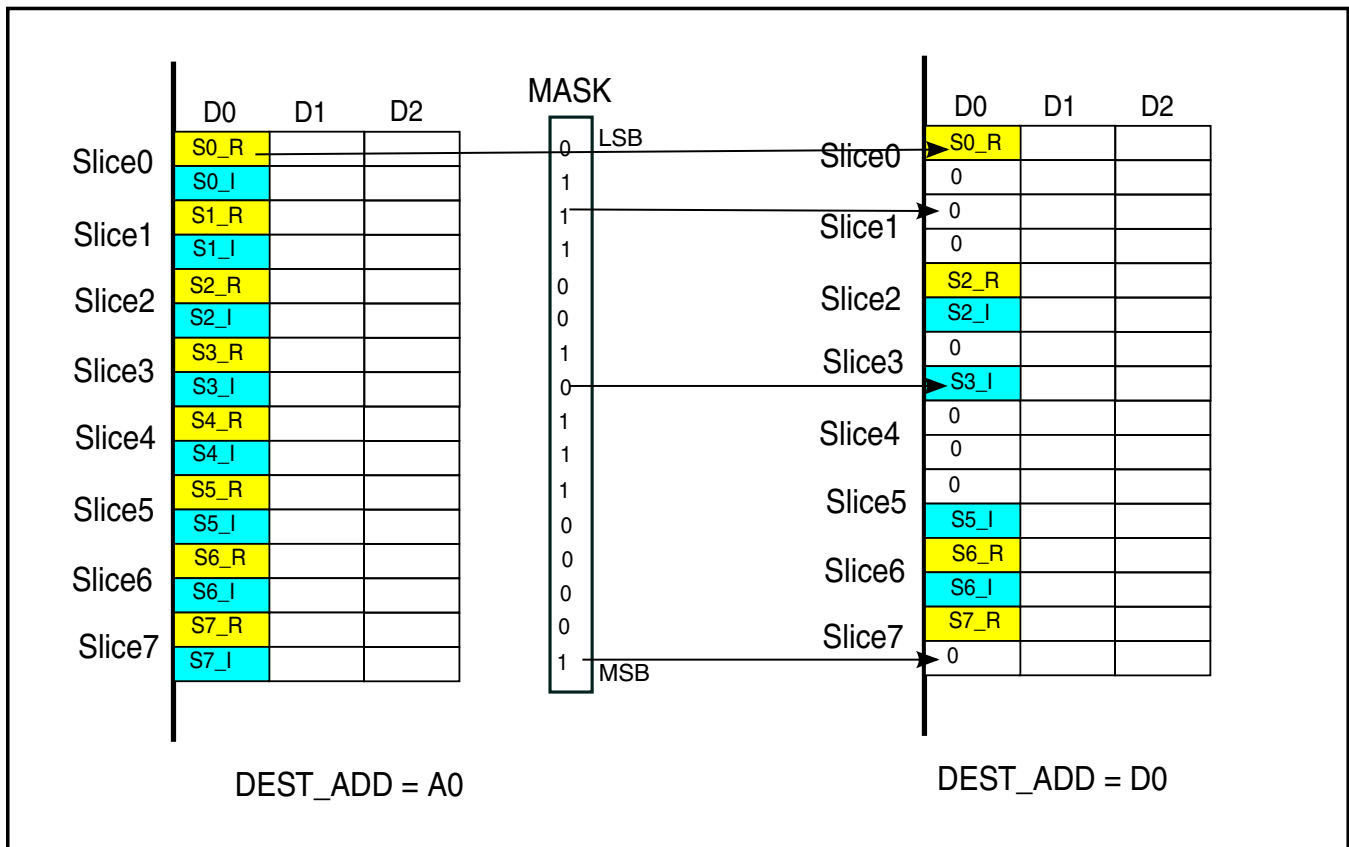 MASK
D0 D1 D2
D0 D1 D2
Slice0 S0_R 0 LSB Slice0 S0_R
S0_I 1 0
Slice1 S1_R 1 Slice1 0
S1_I 1 0
Slice2 S2_R 0 Slice2 S2_R
S2_I 0 S2_I
Slice3 S3_R 1 Slice3 0
S3_I 0 S3_I
Slice4 S4_R 1 Slice4 0
S4_I 1 0
Slice5 S5_R 1 Slice5 0
S5_I 0 S5_I
Slice6 S6_R 0 Slice6 S6_R
S6_I 0 S6_I
Slice7 S7_R 0 Slice7 S7_R
S7_I 1 MSB 0
DEST_ADD = A0
DEST_ADD = D0